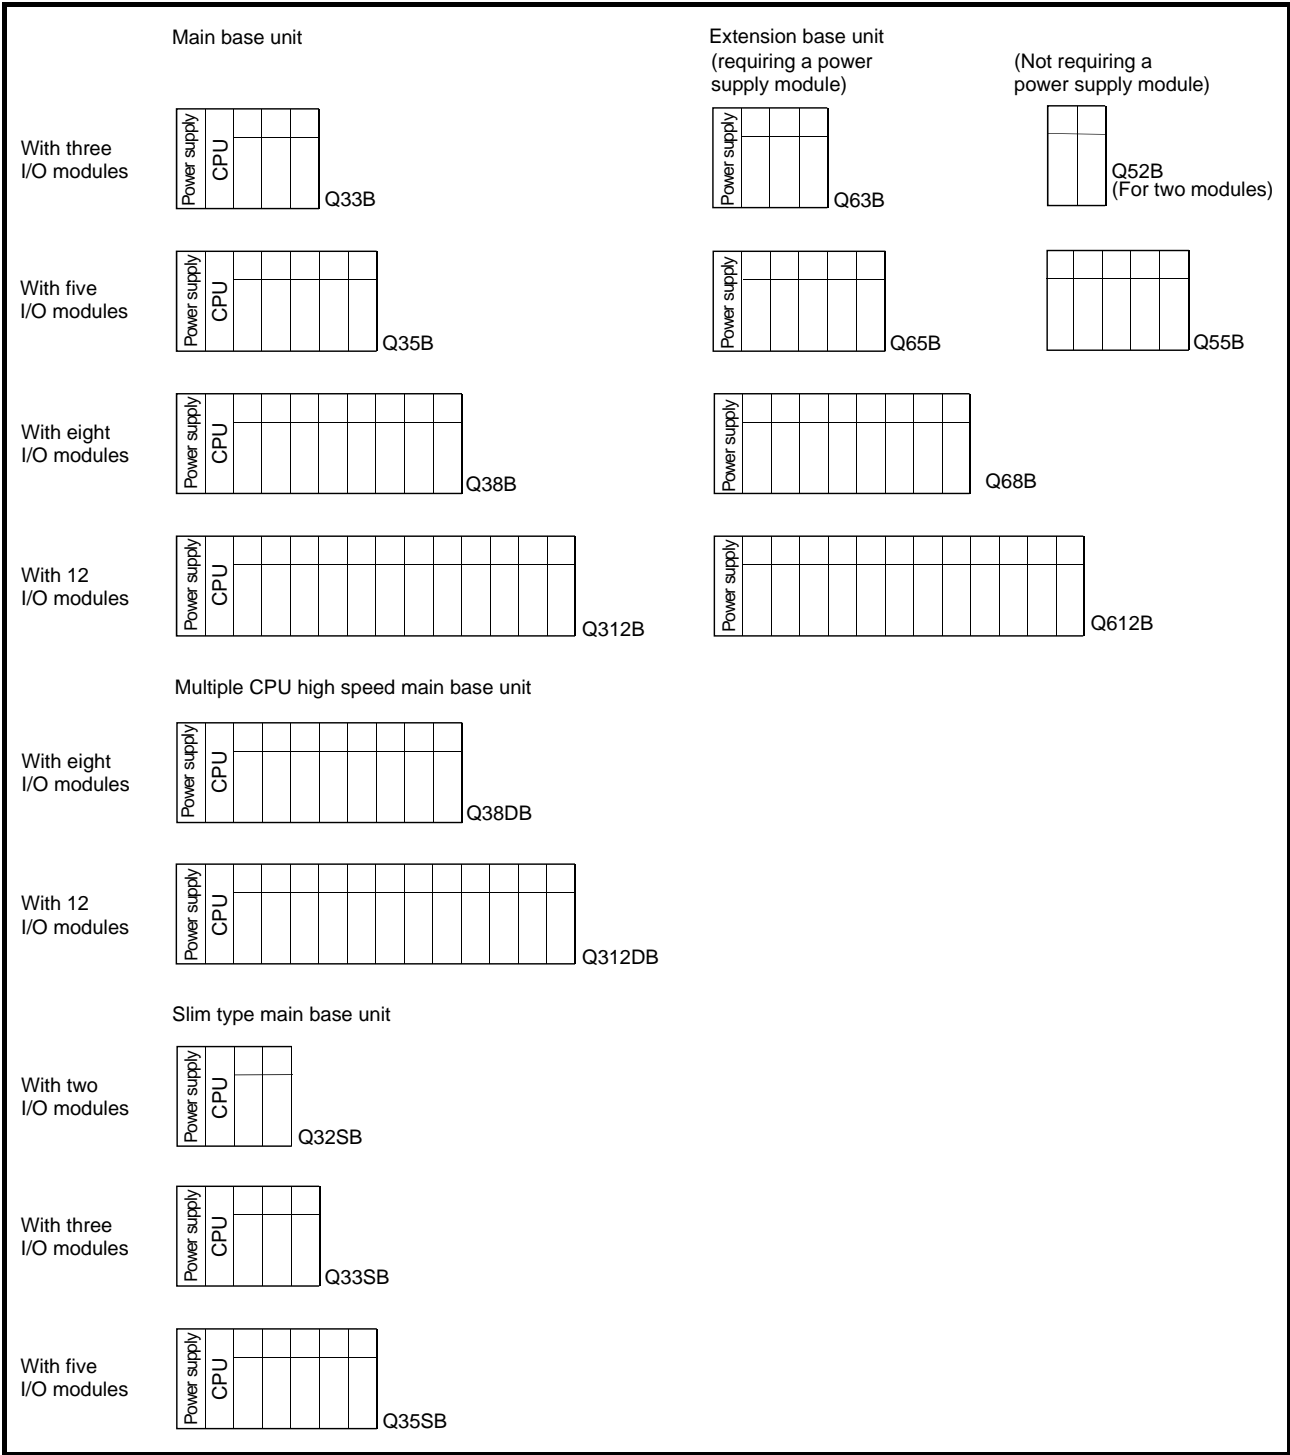 Main base unit
Extension base unit
(requiring a power
supply module)
(Not requiring a
power supply module)
With three
I/O modules
Power supply
CPU
Q33B
Power supply
Q63B
Q52B
(For two modules)
With five
I/O modules
Power supply
CPU
Q35B
Power supply
Q65B
Q55B
With eight
I/O modules
Power supply
CPU
Q38B
Power supply
Q68B
With 12
I/O modules
Power supply
CPU
Q312B
Power supply
Q612B
Multiple CPU high speed main base unit
With eight
I/O modules
Power supply
CPU
Q38DB
With 12
I/O modules
Power supply
CPU
Q312DB
Slim type main base unit
With two
I/O modules
Power supply
CPU
Q32SB
With three
I/O modules
Power supply
CPU
Q33SB
With five
I/O modules
Power supply
CPU
Q35SB